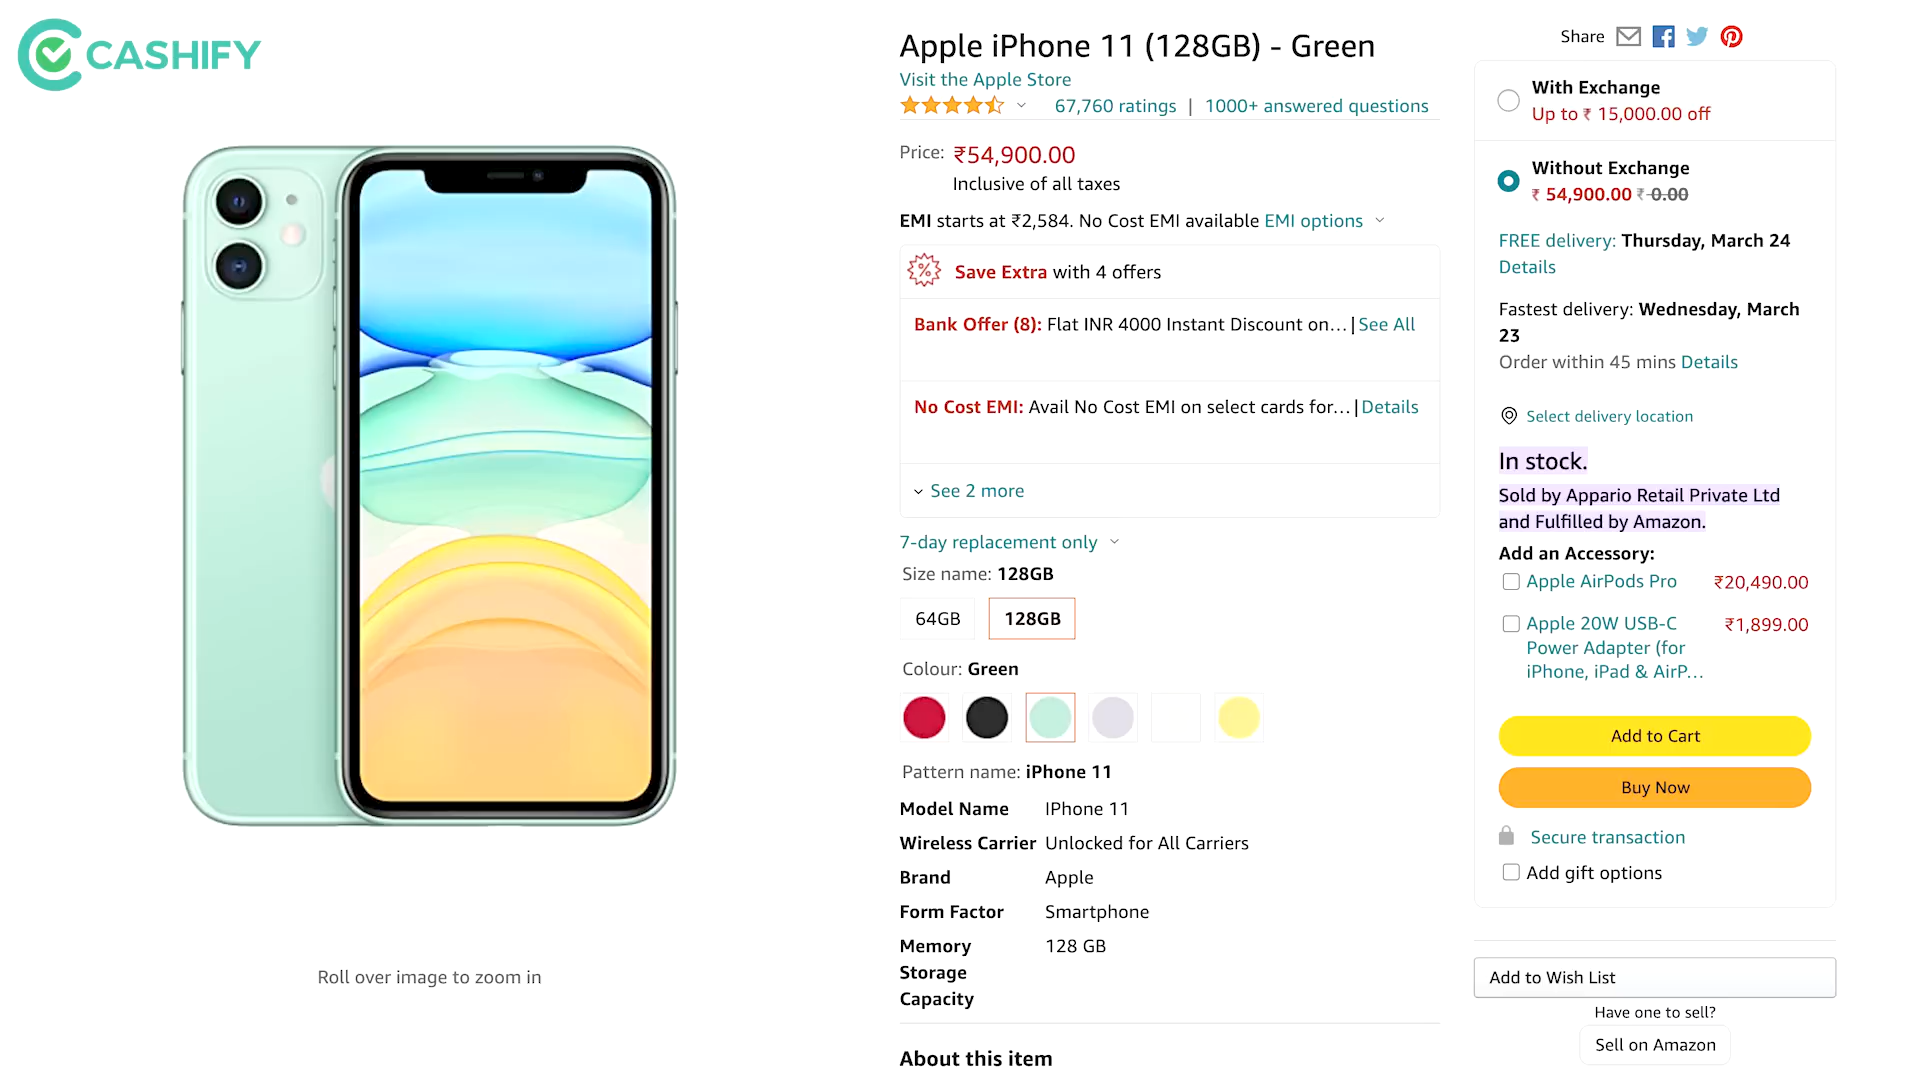 CASHIFY
Apple iPhone 11 (128GB) - Green
Visit the Apple Store
67,760 ratings | 1000+ answered questions
Price: ₹54,900.00
Inclusive of all taxes
EMI starts at ₹2,584. No Cost EMI available EMI options
% Save Extra with 4 offers
Bank Offer (8): Flat INR 4000 Instant Discount on… | See All
No Cost EMI: Avail No Cost EMI on select cards for… | Details
See 2 more
7-day replacement only
Size name: 128GB
64GB 128GB
Colour: Green
Pattern name: iPhone 11
Model Name IPhone 11
Wireless Carrier Unlocked for All Carriers
Brand Apple
Form Factor Smartphone
Memory 128 GB
Storage
Capacity
About this item
Roll over image to zoom in
Share
With Exchange
Up to ₹ 15,000.00 off
Without Exchange
₹ 54,900.00 ₹ 0.00
FREE delivery: Thursday, March 24
Details
Fastest delivery: Wednesday, March
23
Order within 45 mins Details
Select delivery location
In stock.
Sold by Appario Retail Private Ltd
and Fulfilled by Amazon.
Add an Accessory:
Apple AirPods Pro ₹20,490.00
Apple 20W USB-C ₹1,899.00
Power Adapter (for
iPhone, iPad & AirP…
Add to Cart
Buy Now
Secure transaction
Add gift options
Add to Wish List
Have one to sell?
Sell on Amazon